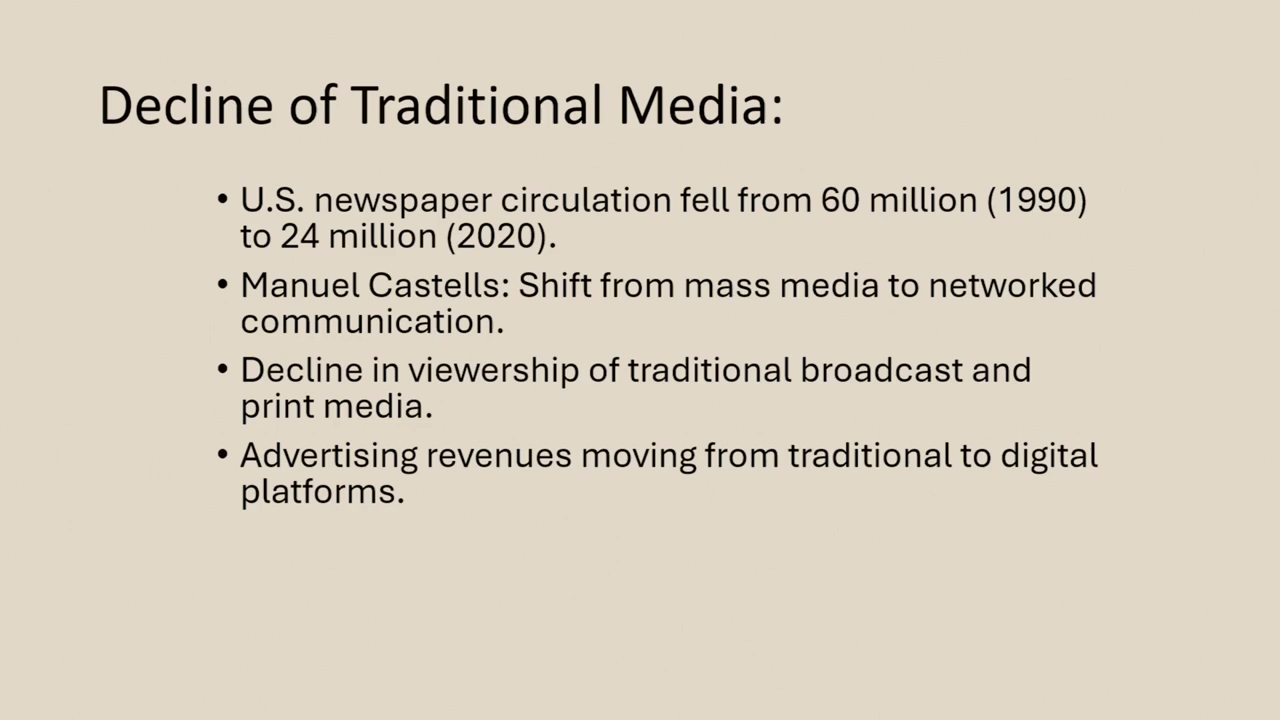 Decline of Traditional Media:
• U.S. newspaper circulation fell from 60 million (1990)
to 24 million (2020).
• Manuel Castells: Shift from mass media to networked
communication.
• Decline in viewership of traditional broadcast and
print media.
• Advertising revenues moving from traditional to digital
platforms.